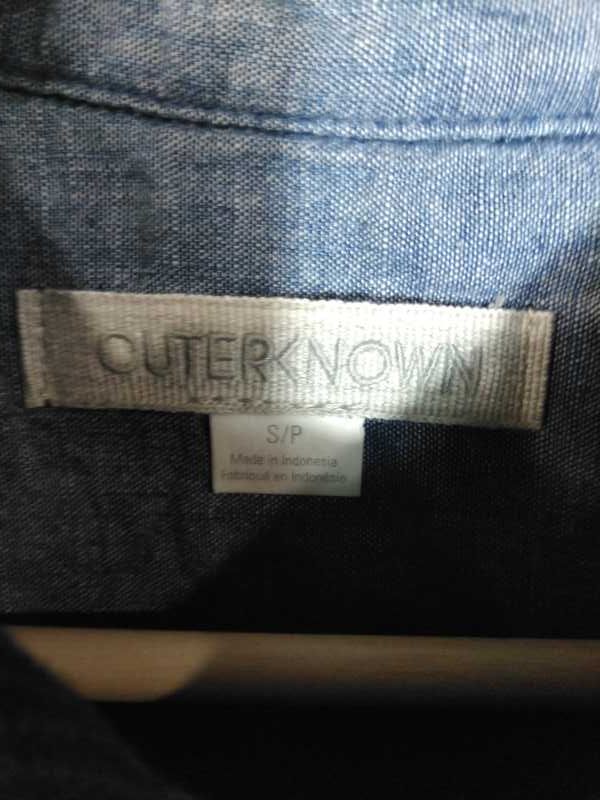 OUTERKNOWN
S/P
Made in Indonesia
Fabriqué en Indonésie